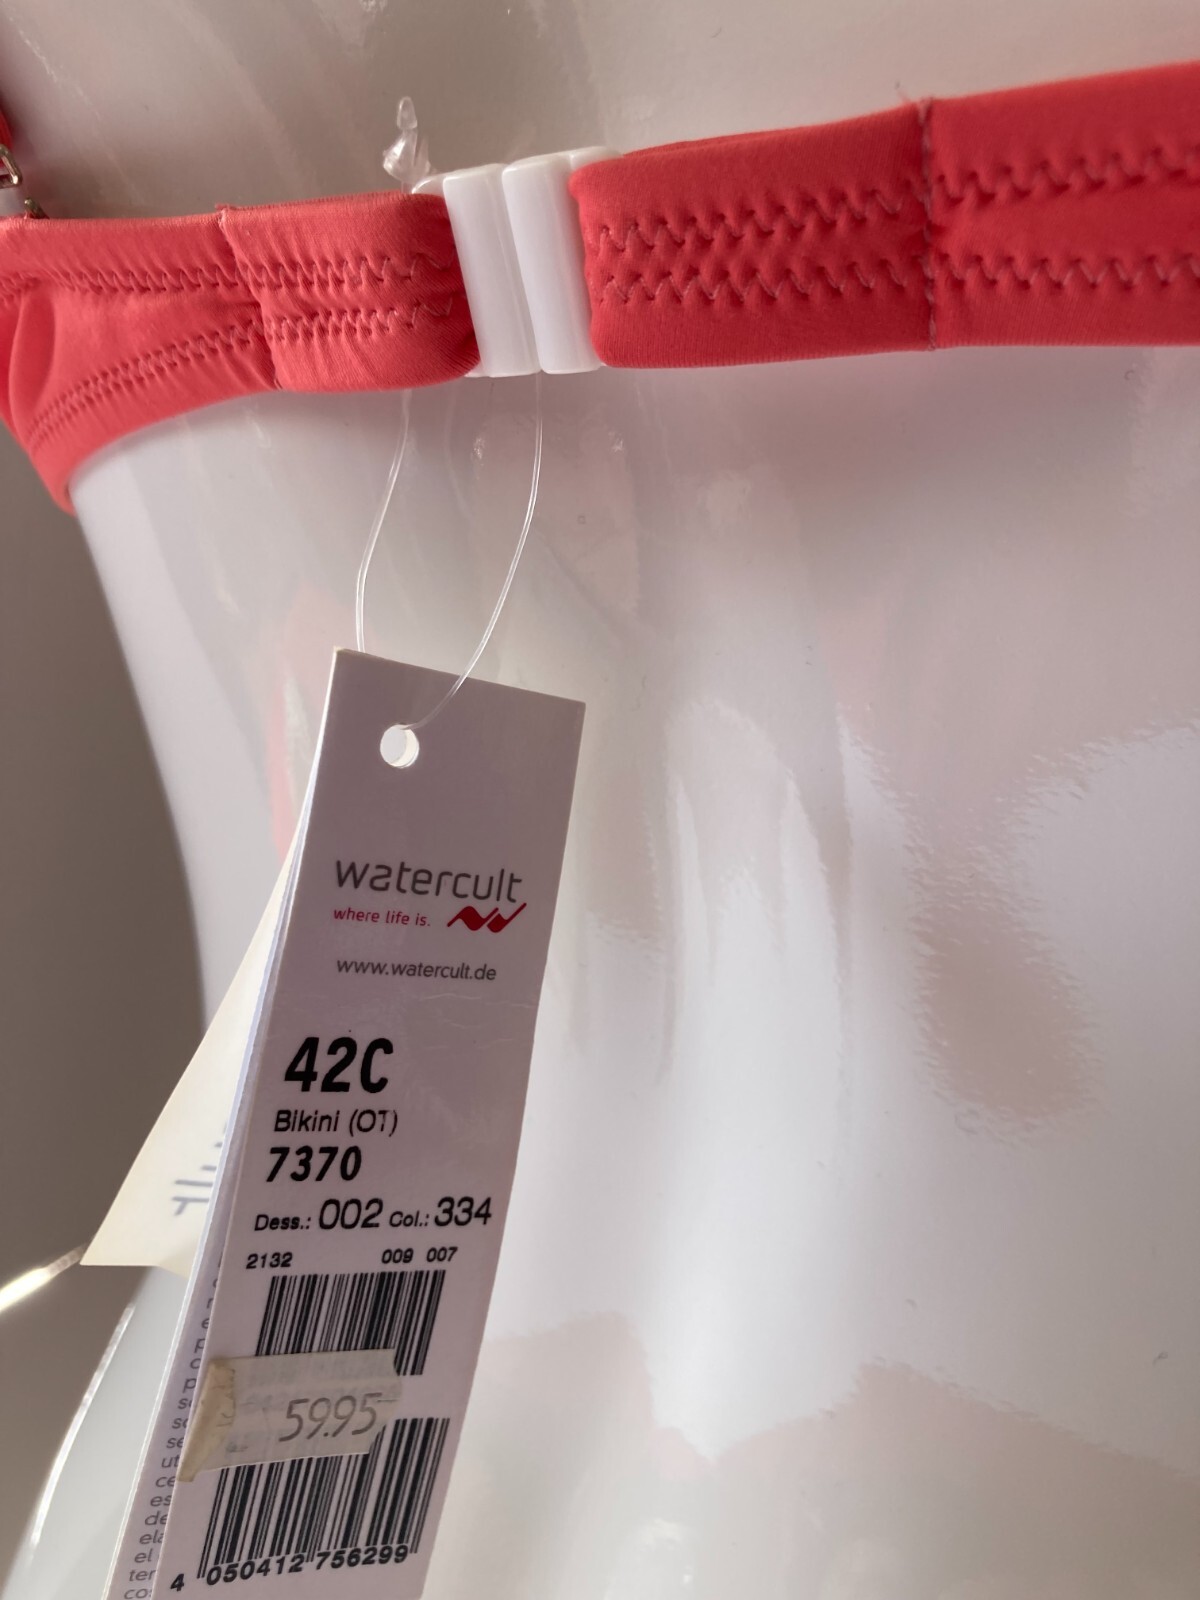 watercult
where life is.
www.watercult.de
42C
Bikini (OT)
7370
Dess.: 002 Col.: 334
2132 009 007
59.95
4 050412 756299